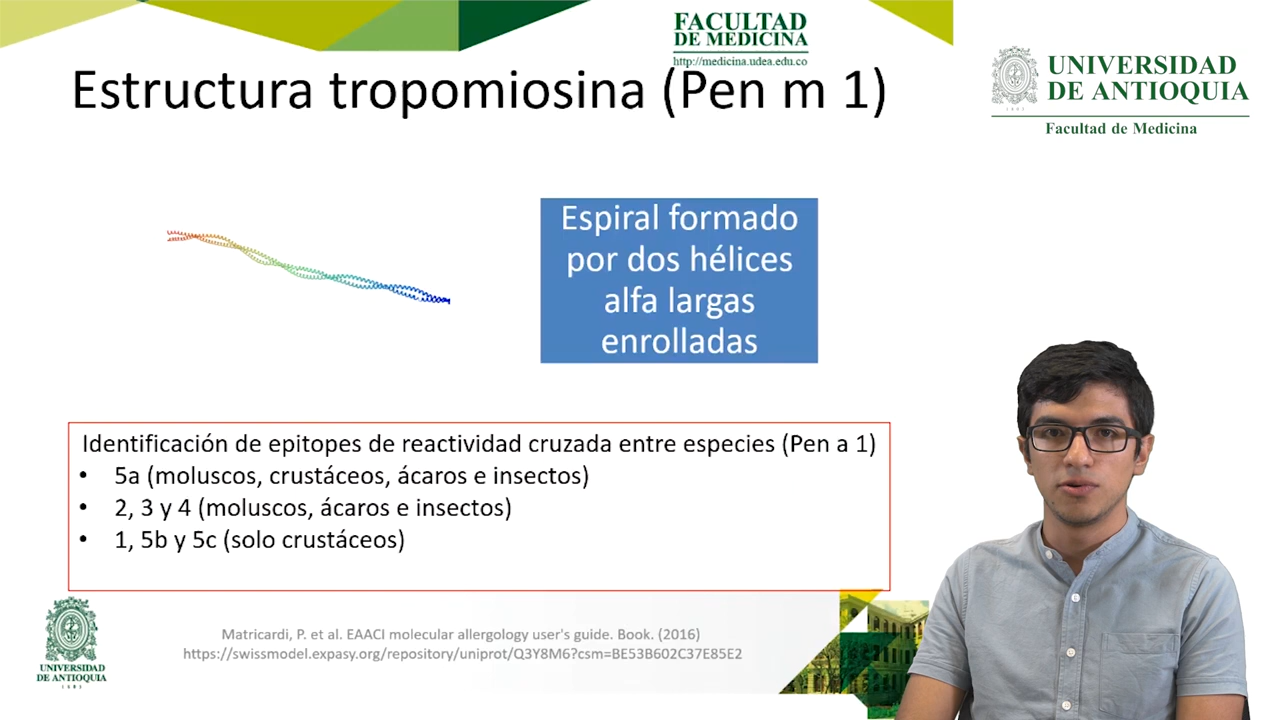 FACULTAD
DE MEDICINA
http://medicina.udea.edu.co
UNIVERSIDAD
DE ANTIOQUIA
Facultad de Medicina
Estructura tropomiosina (Pen m 1)
Espiral formado
por dos hélices
alfa largas
enrolladas
Identificación de epitopes de reactividad cruzada entre especies (Pen a 1)
• 5a (moluscos, crustáceos, ácaros e insectos)
• 2, 3 y 4 (moluscos, ácaros e insectos)
• 1, 5b y 5c (solo crustáceos)
Matricardi, P. et al. EAACI molecular allergology user's guide. Book. (2016)
https://swissmodel.expasy.org/repository/uniprot/Q3Y8M6?csm=BE53B602C37E85E2
UNIVERSIDAD
DE ANTIOQUIA
1803